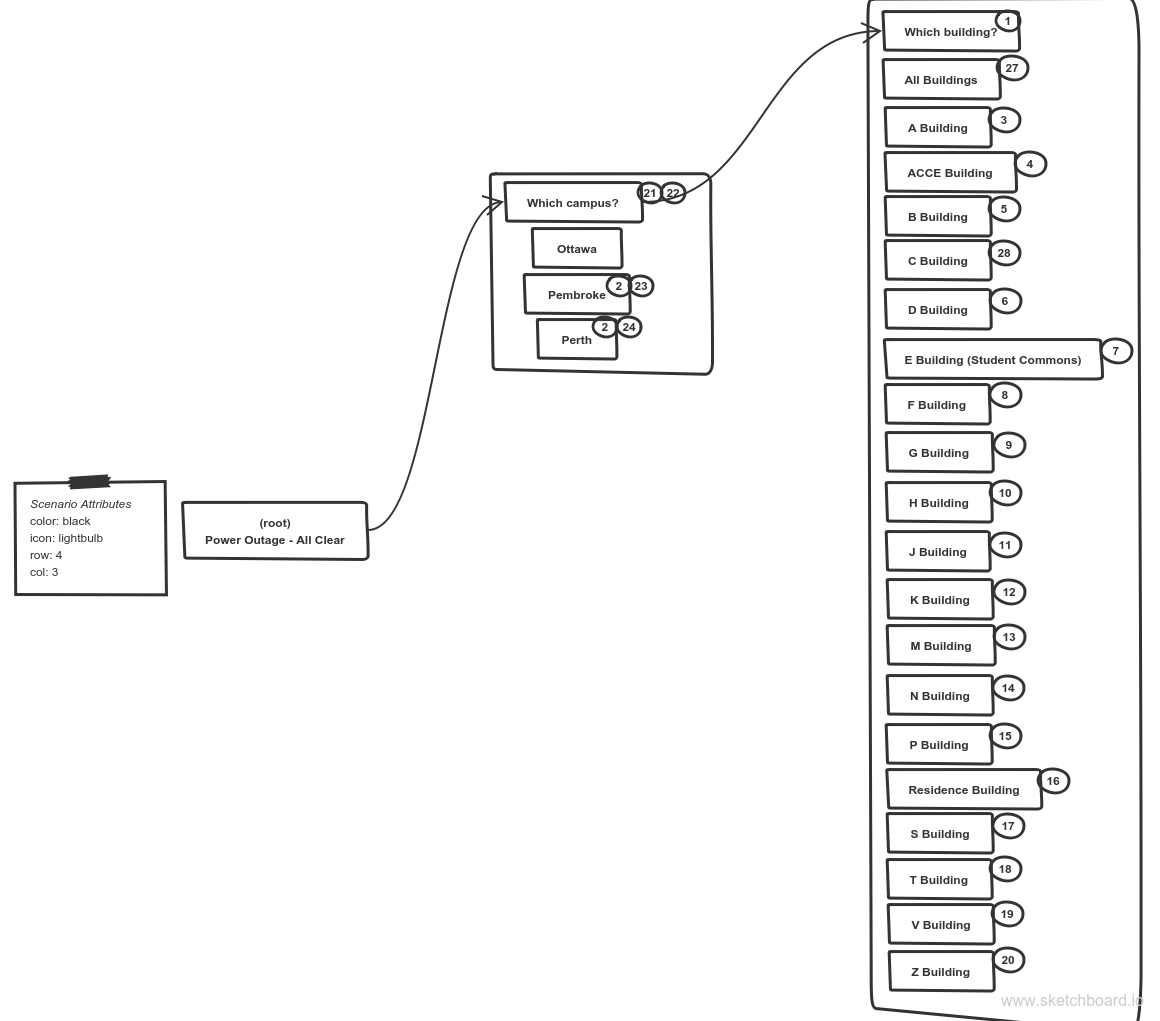 Which building?
1
All Buildings
27
A Building
3
ACCE Building
4
Which campus?
21
22
B Building
5
Ottawa
C Building
28
Pembroke
2
23
D Building
6
Perth
2
24
E Building (Student Commons)
7
F Building
8
G Building
9
Scenario Attributes
color: black
icon: lightbulb
row: 4
col: 3
(root)
Power Outage - All Clear
H Building
10
J Building
11
K Building
12
M Building
13
N Building
14
P Building
15
Residence Building
16
S Building
17
T Building
18
V Building
19
Z Building
20
www.sketchboard.io